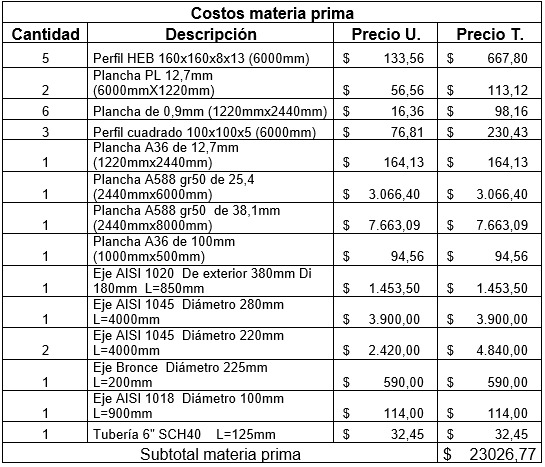 Costos materia prima
Cantidad Descripción Precio U. Precio T.
5 Perfil HEB 160x160x8x13 (6000mm) $ 133,56 $ 667,80
Plancha PL 12,7mm
2 (6000mmX1220mm) $ 56,56 $ 113,12
6 Plancha de 0,9mm (1220mmx2440mm) $ 16,36 $ 98,16
3 Perfil cuadrado 100x100x5 (6000mm) $ 76,81 $ 230,43
Plancha A36 de 12,7mm
1 (1220mmx2440mm) $ 164,13 $ 164,13
Plancha A588 gr50 de 25,4
1 (2440mmx6000mm) $ 3.066,40 $ 3.066,40
Plancha A588 gr50 de 38,1mm
1 (2440mmx8000mm) $ 7.663,09 $ 7.663,09
Plancha A36 de 100mm
1 (1000mmx500mm) $ 94,56 $ 94,56
Eje AISI 1020 De exterior 380mm Di
1 180mm L=850mm $ 1.453,50 $ 1.453,50
Eje AISI 1045 Diámetro 280mm
1 L=4000mm $ 3.900,00 $ 3.900,00
Eje AISI 1045 Diámetro 220mm
2 L=4000mm $ 2.420,00 $ 4.840,00
Eje Bronce Diámetro 225mm
1 L=200mm $ 590,00 $ 590,00
Eje AISI 1018 Diámetro 100mm
1 L=900mm $ 114,00 $ 114,00
1 Tubería 6" SCH40 L=125mm $ 32,45 $ 32,45
Subtotal materia prima $ 23026,77